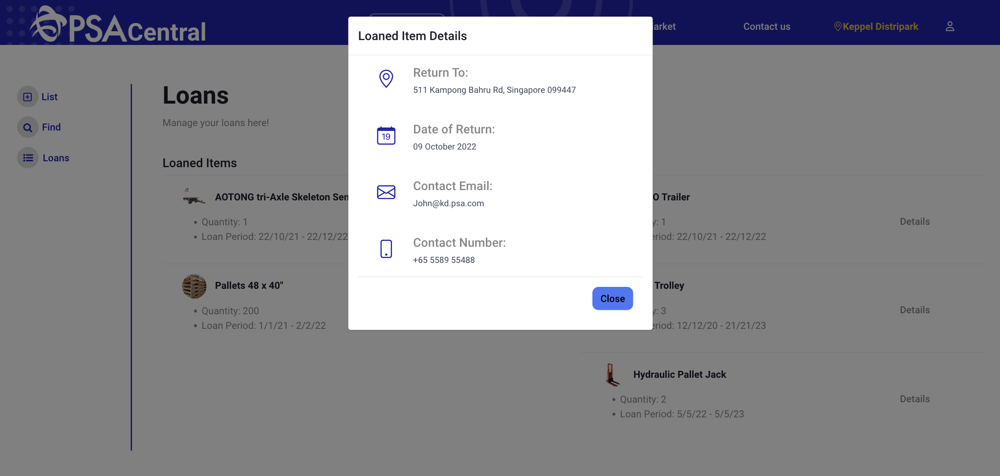 PSACentral
arket
Contact us
Keppel Distripark
List
Find
Loans
Loans
Manage your loans here!
Loaned Items
AOTONG tri-Axle Skeleton Sem
Quantity: 1
Loan Period: 22/10/21 - 22/12/22
Pallets 48 x 40"
Quantity: 200
Loan Period: 1/1/21 - 2/2/22
Loaned Item Details
Return To:
511 Kampong Bahru Rd, Singapore 099447
Date of Return:
19
09 October 2022
Contact Email:
John@kd.psa.com
Contact Number:
+65 5589 55488
Close
O Trailer
y: 1
eriod: 22/10/21 - 22/12/22
Details
Trolley
y: 3
eriod: 12/12/20 - 21/21/23
Details
Hydraulic Pallet Jack
Quantity: 2
Loan Period: 5/5/22 - 5/5/23
Details